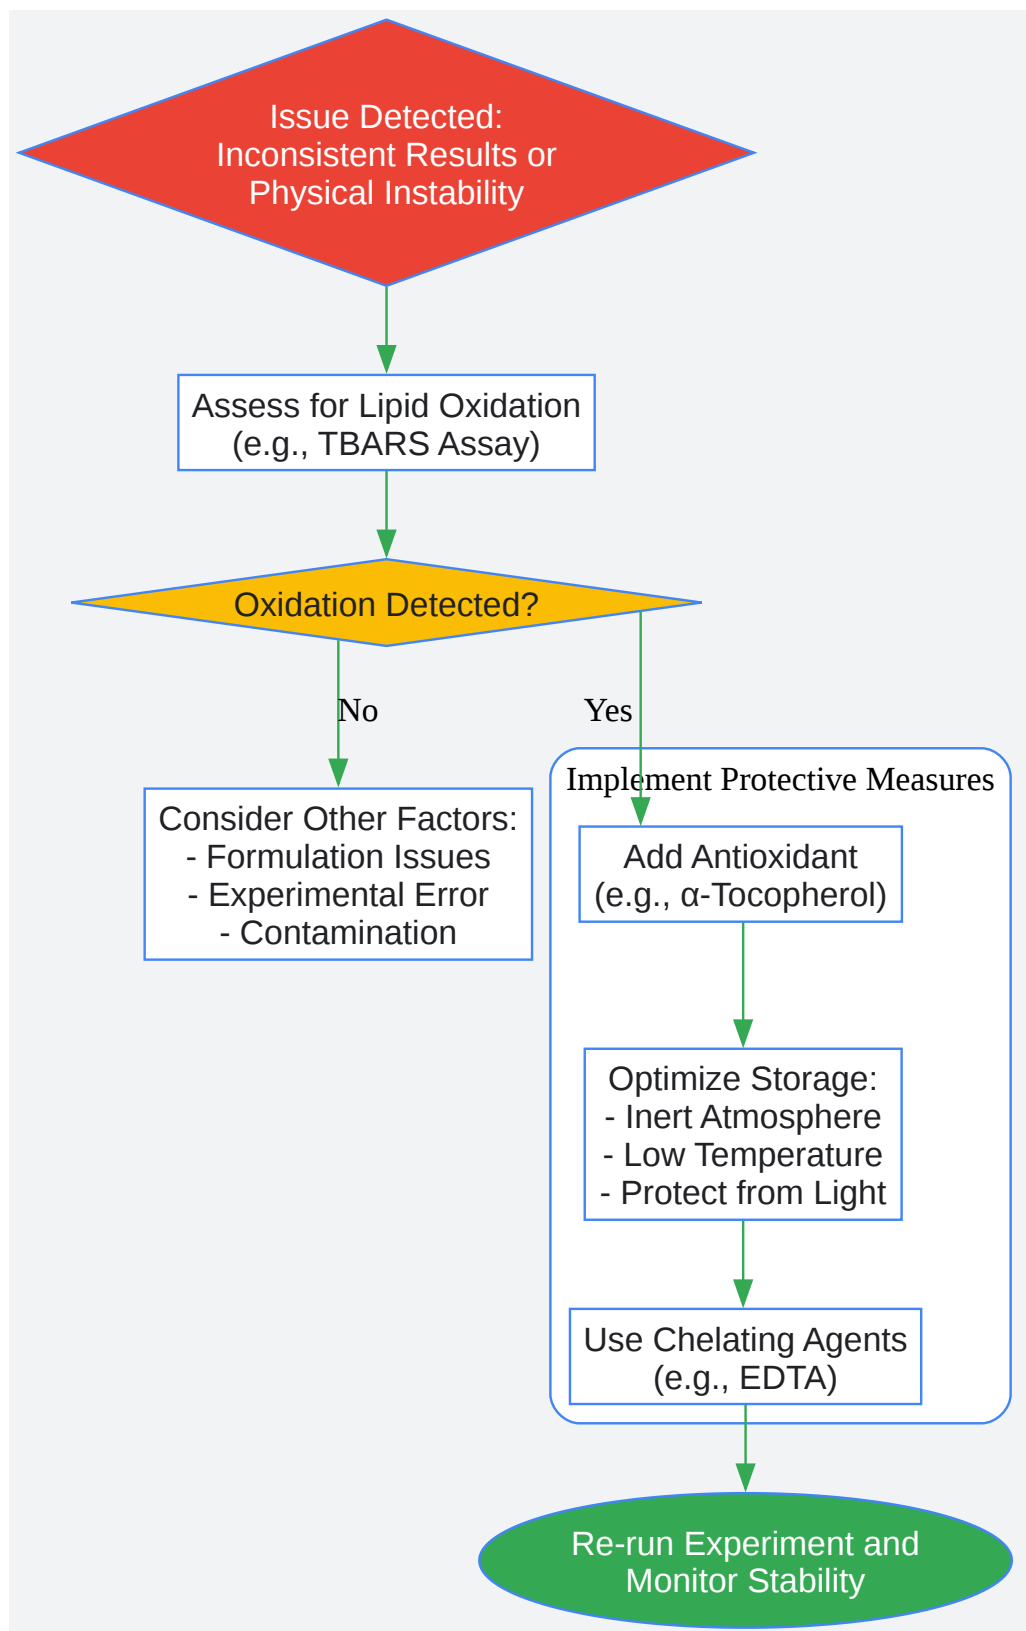 Issue Detected:
Inconsistent Results or
Physical Instability
Assess for Lipid Oxidation
(e.g., TBARS Assay)
Oxidation Detected?
No
Yes
Consider Other Factors:
- Formulation Issues
- Experimental Error
- Contamination
Implement Protective Measures
Add Antioxidant
(e.g., α-Tocopherol)
Optimize Storage:
- Inert Atmosphere
- Low Temperature
- Protect from Light
Use Chelating Agents
(e.g., EDTA)
Re-run Experiment and
Monitor Stability